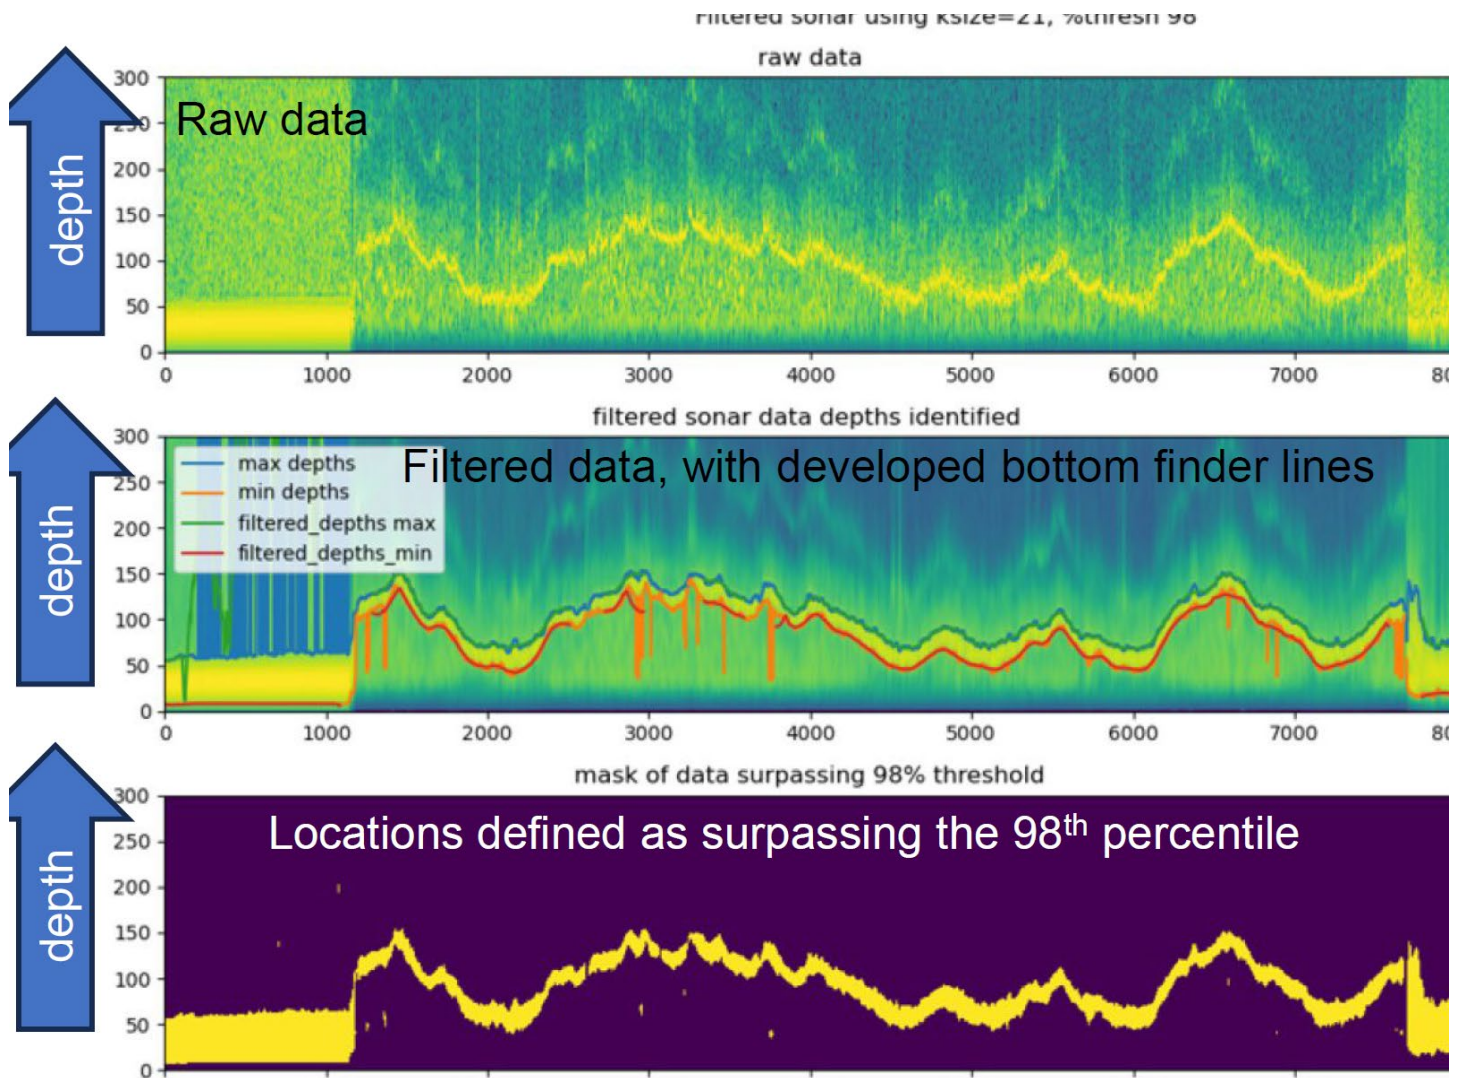 Filtered sonar using ksize=21, %thresh 98
raw data
depth
Raw data
300
250
200
150
100
50
0
0 1000 2000 3000 4000 5000 6000 7000 80
filtered sonar data depths identified
depth
Filtered data, with developed bottom finder lines
max depths
min depths
filtered_depths max
filtered_depths_min
300
250
200
150
100
50
0
0 1000 2000 3000 4000 5000 6000 7000 80
mask of data surpassing 98% threshold
depth
Locations defined as surpassing the 98th percentile
300
250
200
150
100
50
0